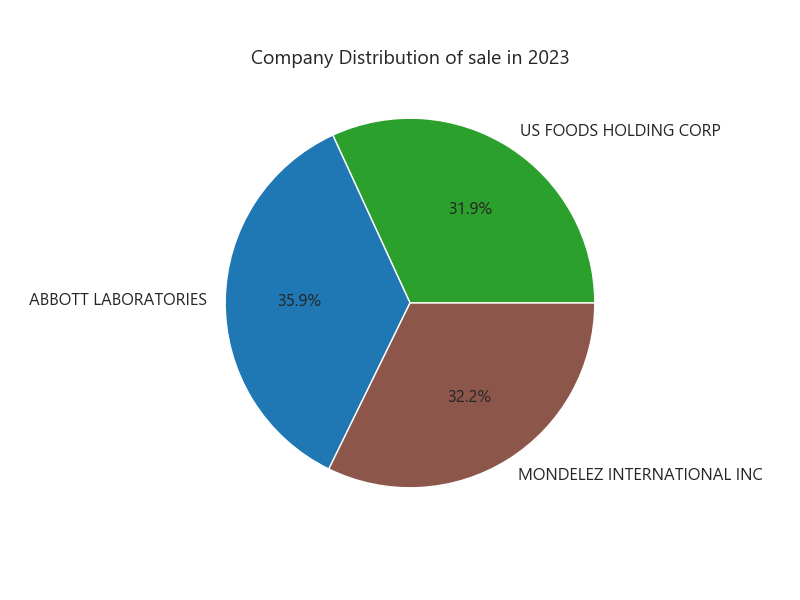 Company Distribution of sale in 2023
US FOODS HOLDING CORP
31.9%
ABBOTT LABORATORIES
35.9%
32.2%
MONDELEZ INTERNATIONAL INC